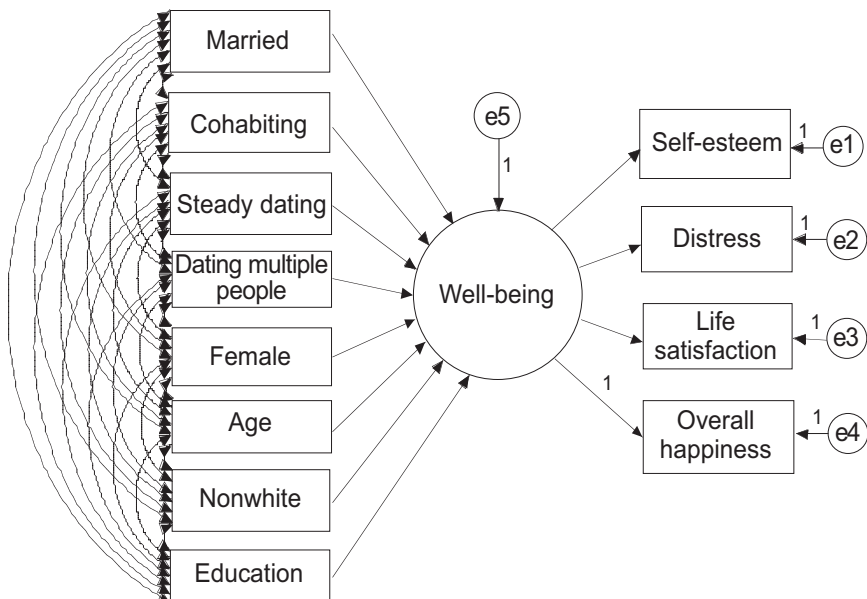 Married
Cohabiting
Steady dating
Dating multiple
people
Female
Age
Nonwhite
Education
e5
1
Well-being
Self-esteem
1
e1
Distress
1
e2
Life
satisfaction
1
e3
1
Overall
happiness
1
e4